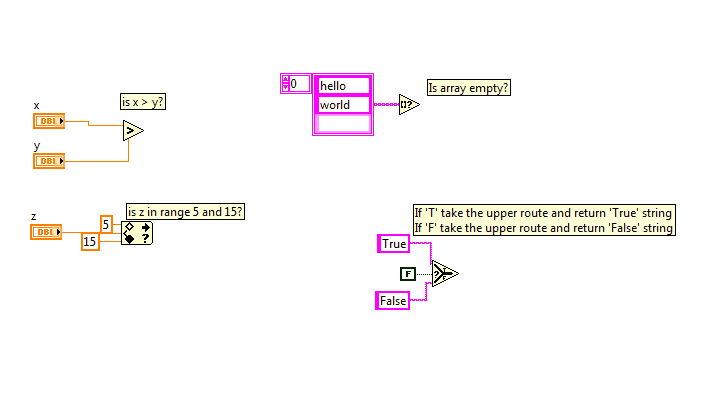 x
DBL
y
DBL
is x > y?
>
0
hello
world
Is array empty?
[]?
z
DBL
is z in range 5 and 15?
5
15
?
If 'T' take the upper route and return 'True' string
If 'F' take the upper route and return 'False' string
True
F
False
?